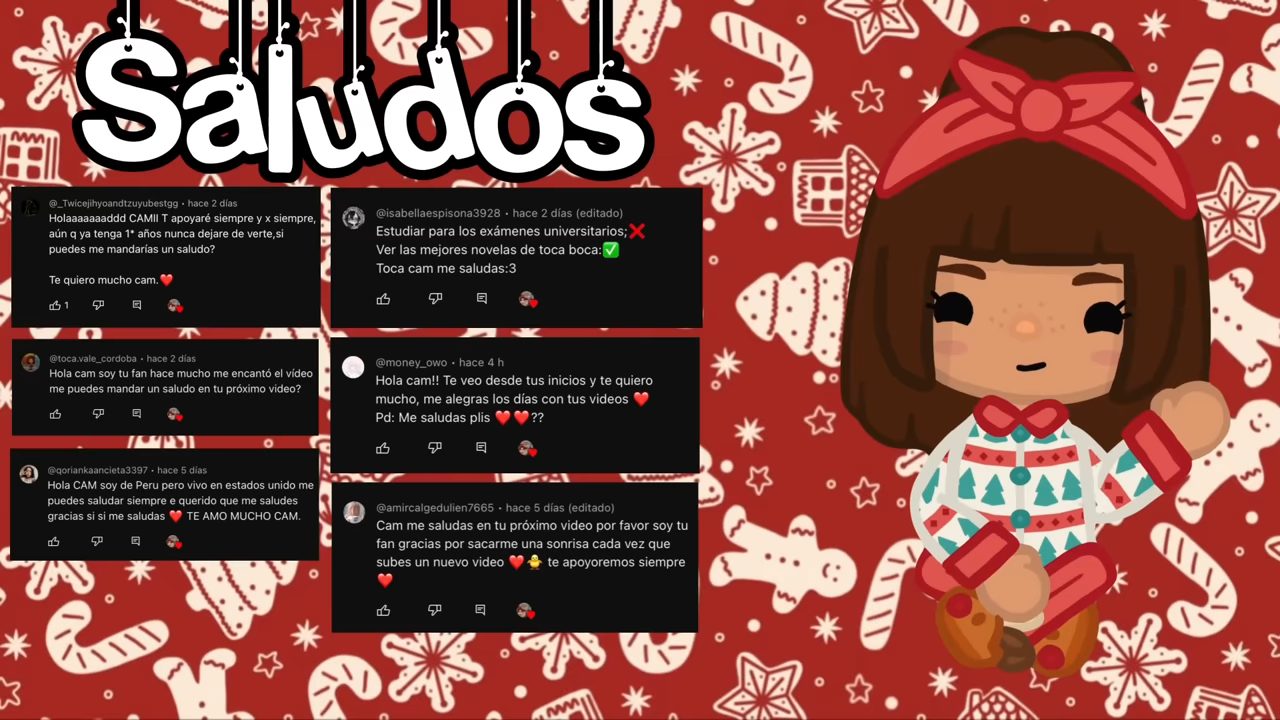 Saludos
@_Twicejihyoandtzuyubestgg • hace 2 días
Holaaaaaaaddd CAMII T apoyaré siempre y x siempre,
aún q ya tenga 1* años nunca dejare de verte,si
puedes me mandarías un saludo?
Te quiero mucho cam.❤️
1
@toca.vale_cordoba • hace 2 días
Hola cam soy tu fan hace mucho me encantó el vídeo
me puedes mandar un saludo en tu próximo video?
@qoriankaancieta3397 • hace 5 días
Hola CAM soy de Peru pero vivo en estados unido me
puedes saludar siempre e querido que me saludes
gracias si si me saludas ❤️ TE AMO MUCHO CAM.
@isabellaespisona3928 • hace 2 días (editado)
Estudiar para los exámenes universitarios;❌
Ver las mejores novelas de toca boca:✅
Toca cam me saludas:3
@money_owo • hace 4 h
Hola cam!! Te veo desde tus inicios y te quiero
mucho, me alegras los días con tus videos ❤️
Pd: Me saludas plis ❤️❤️??
@amircalgedulien7665 • hace 5 días (editado)
Cam me saludas en tu próximo video por favor soy tu
fan gracias por sacarme una sonrisa cada vez que
subes un nuevo video ❤️🐥 te apoyoremos siempre
❤️